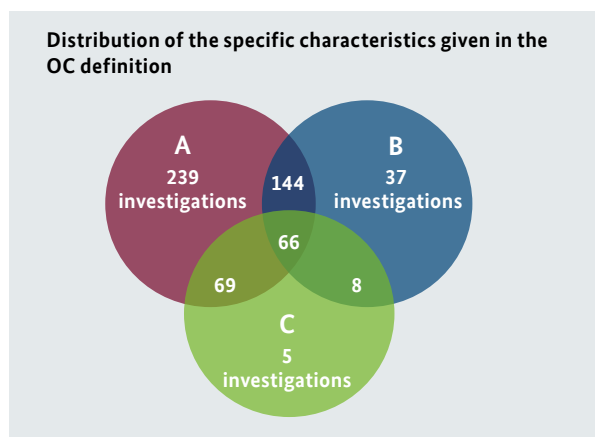 Distribution of the specific characteristics given in the
OC definition
A
239
investigations
144
B
37
investigations
66
69
8
C
5
investigations